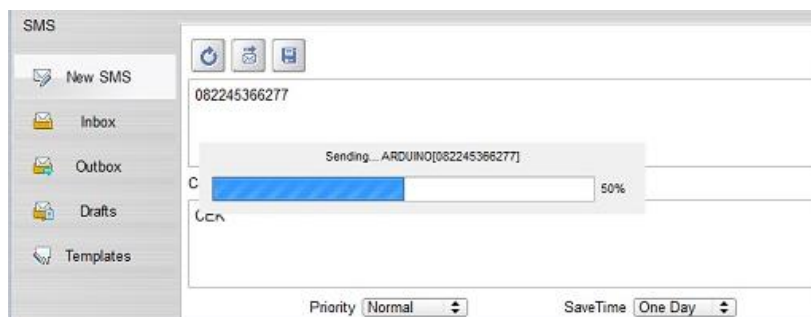 SMS
New SMS
Inbox
Outbox
Drafts
Templates
082245366277
Sending... ARDUINO[082245366277]
50%
C
CEK
Priority Normal
SaveTime One Day